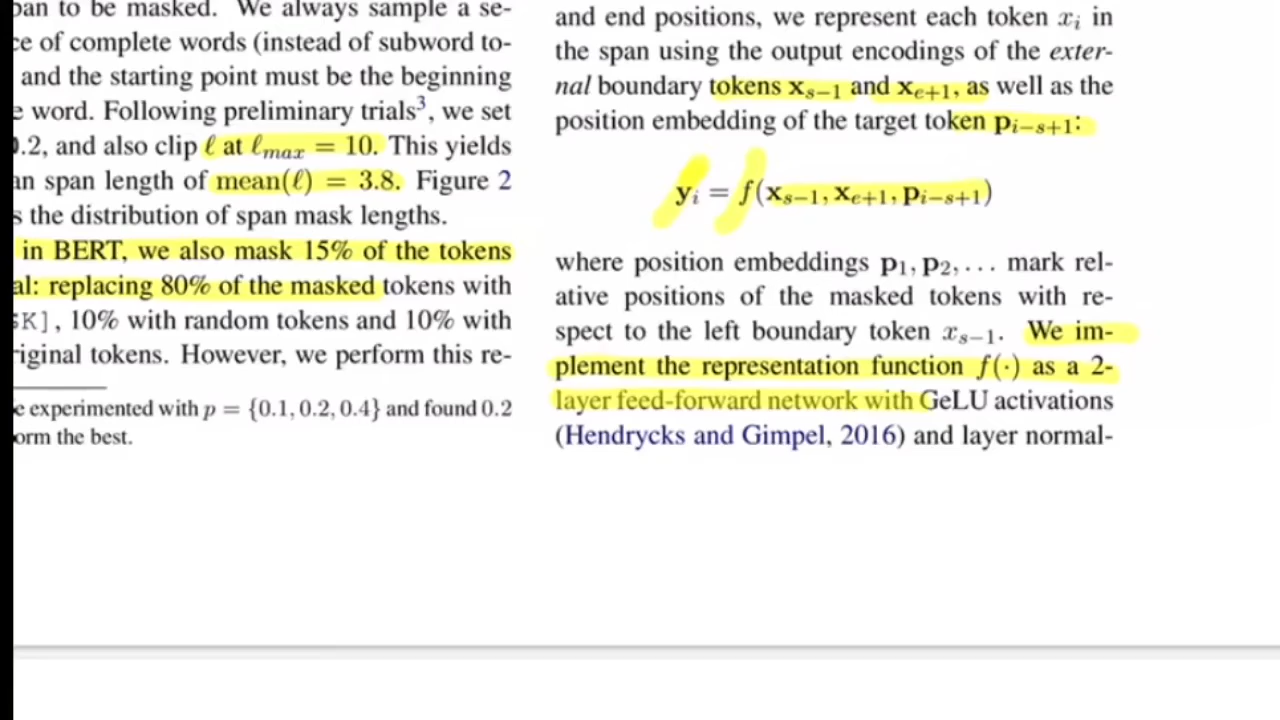 to be masked. We always sample a se-
of complete words (instead of subword to-
and the starting point must be the beginning
word. Following preliminary trials³, we set
.2, and also clip ℓ at ℓmax = 10. This yields
span length of mean(ℓ) = 3.8. Figure 2
the distribution of span mask lengths.
in BERT, we also mask 15% of the tokens
al: replacing 80% of the masked tokens with
K], 10% with random tokens and 10% with
iginal tokens. However, we perform this re-
experimented with p = {0.1, 0.2, 0.4} and found 0.2
orm the best.
and end positions, we represent each token xi in
the span using the output encodings of the exter-
nal boundary tokens xs−1 and xe+1, as well as the
position embedding of the target token pi−s+1:
yi = f(xs−1, xe+1, pi−s+1)
where position embeddings p1, p2, . . . mark rel-
ative positions of the masked tokens with re-
spect to the left boundary token xs−1. We im-
plement the representation function f(·) as a 2-
layer feed-forward network with GeLU activations
(Hendrycks and Gimpel, 2016) and layer normal-